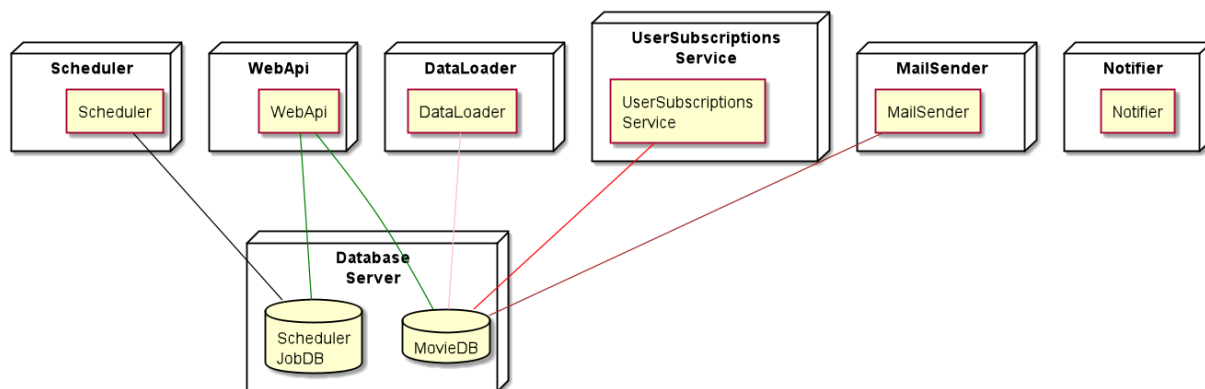 Scheduler
Scheduler
WebApi
WebApi
DataLoader
DataLoader
UserSubscriptions
Service
UserSubscriptions
Service
MailSender
MailSender
Notifier
Notifier
Database
Server
Scheduler
JobDB
MovieDB